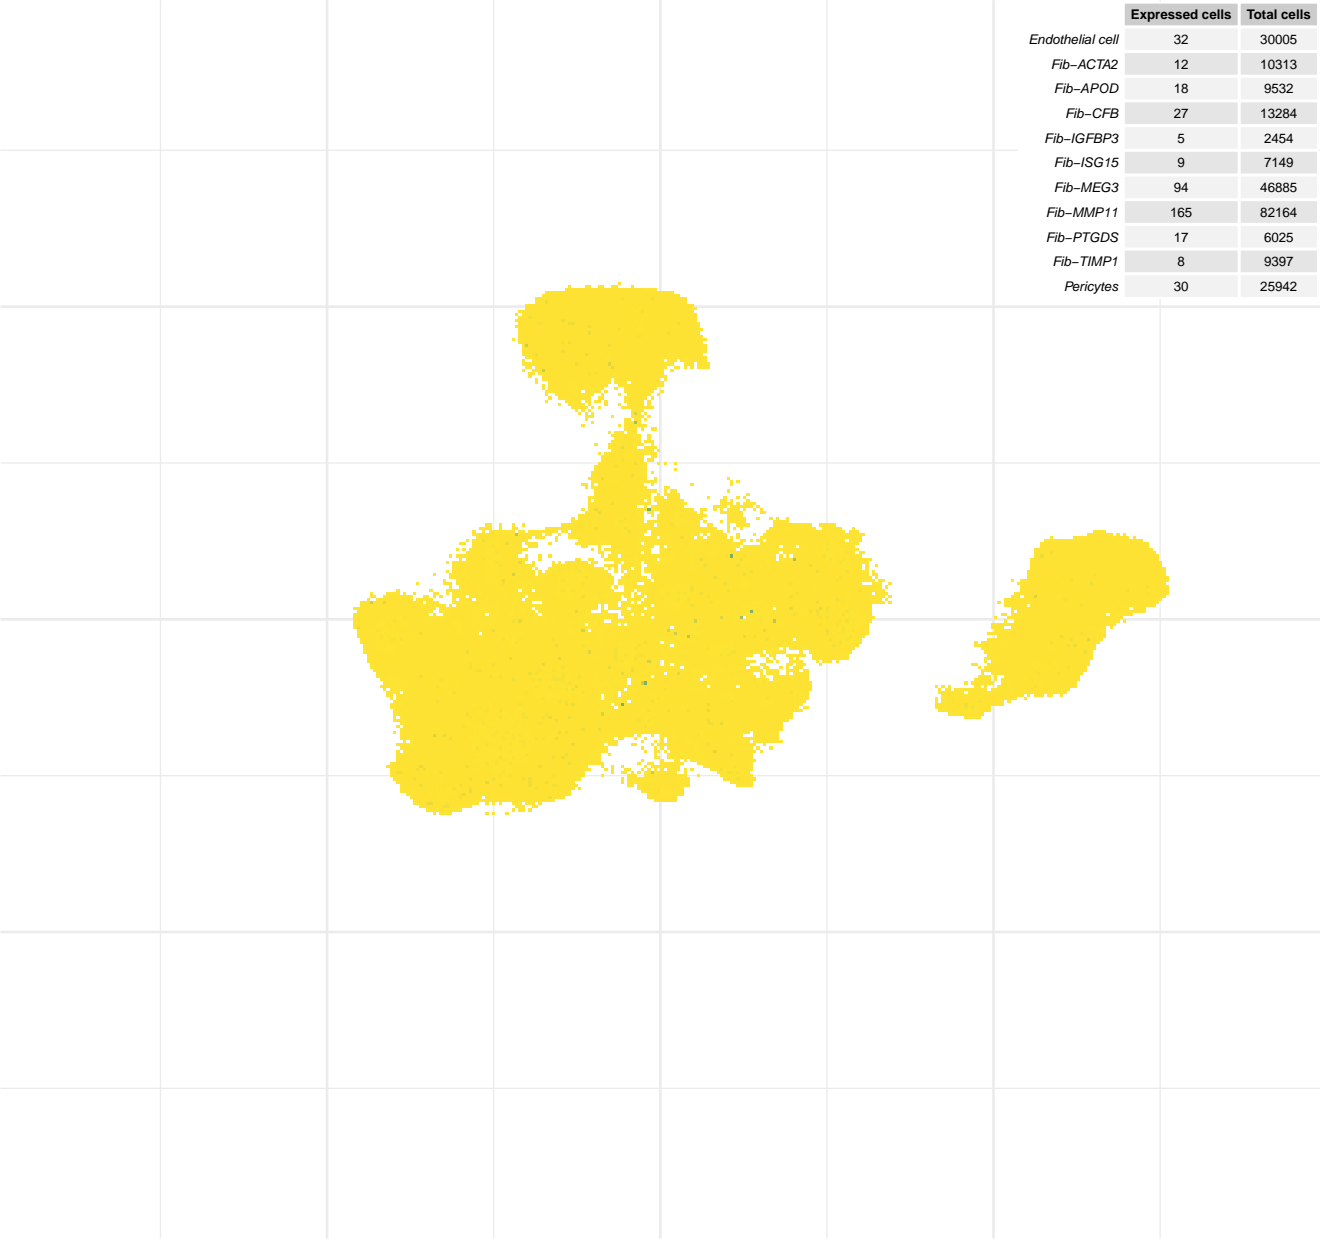 Expressed cells Total cells
Endothelial cell 32 30005
Fib−ACTA2 12 10313
Fib−APOD 18 9532
Fib−CFB 27 13284
Fib−IGFBP3 5 2454
Fib−ISG15 9 7149
Fib−MEG3 94 46885
Fib−MMP11 165 82164
Fib−PTGDS 17 6025
Fib−TIMP1 8 9397
Pericytes 30 25942